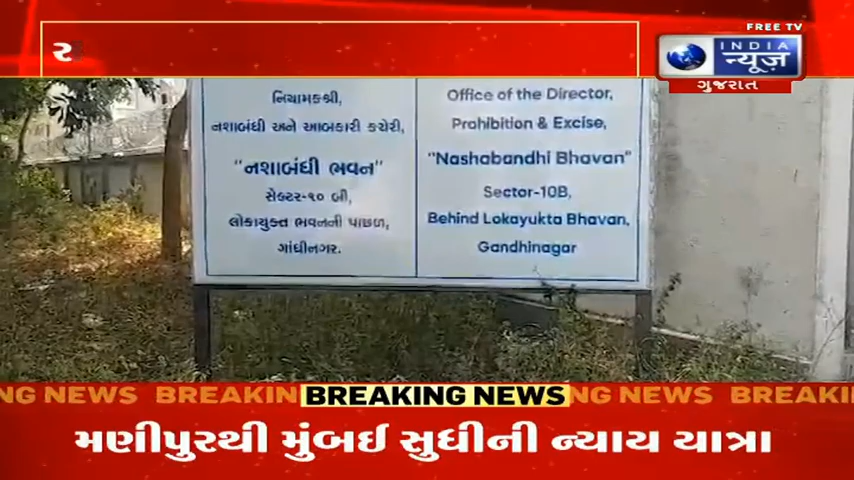 ર
FREE TV
INDIA
न्यूज़
ગુજરાત
નિયામકશ્રી,
નશાબંધી અને આબકારી કચેરી,
"નશાબંધી ભવન"
સેક્ટર-૧૦ બી,
લોકાયુક્ત ભવનની પાછળ,
ગાંધીનગર.
Office of the Director,
Prohibition & Excise,
"Nashabandhi Bhavan"
Sector-10B,
Behind Lokayukta Bhavan,
Gandhinagar
NG NEWS BREAKIN BREAKING NEWS NG NEWS BREAKI
મણીપુરથી મુંબઈ સુધીની ન્યાય યાત્રા